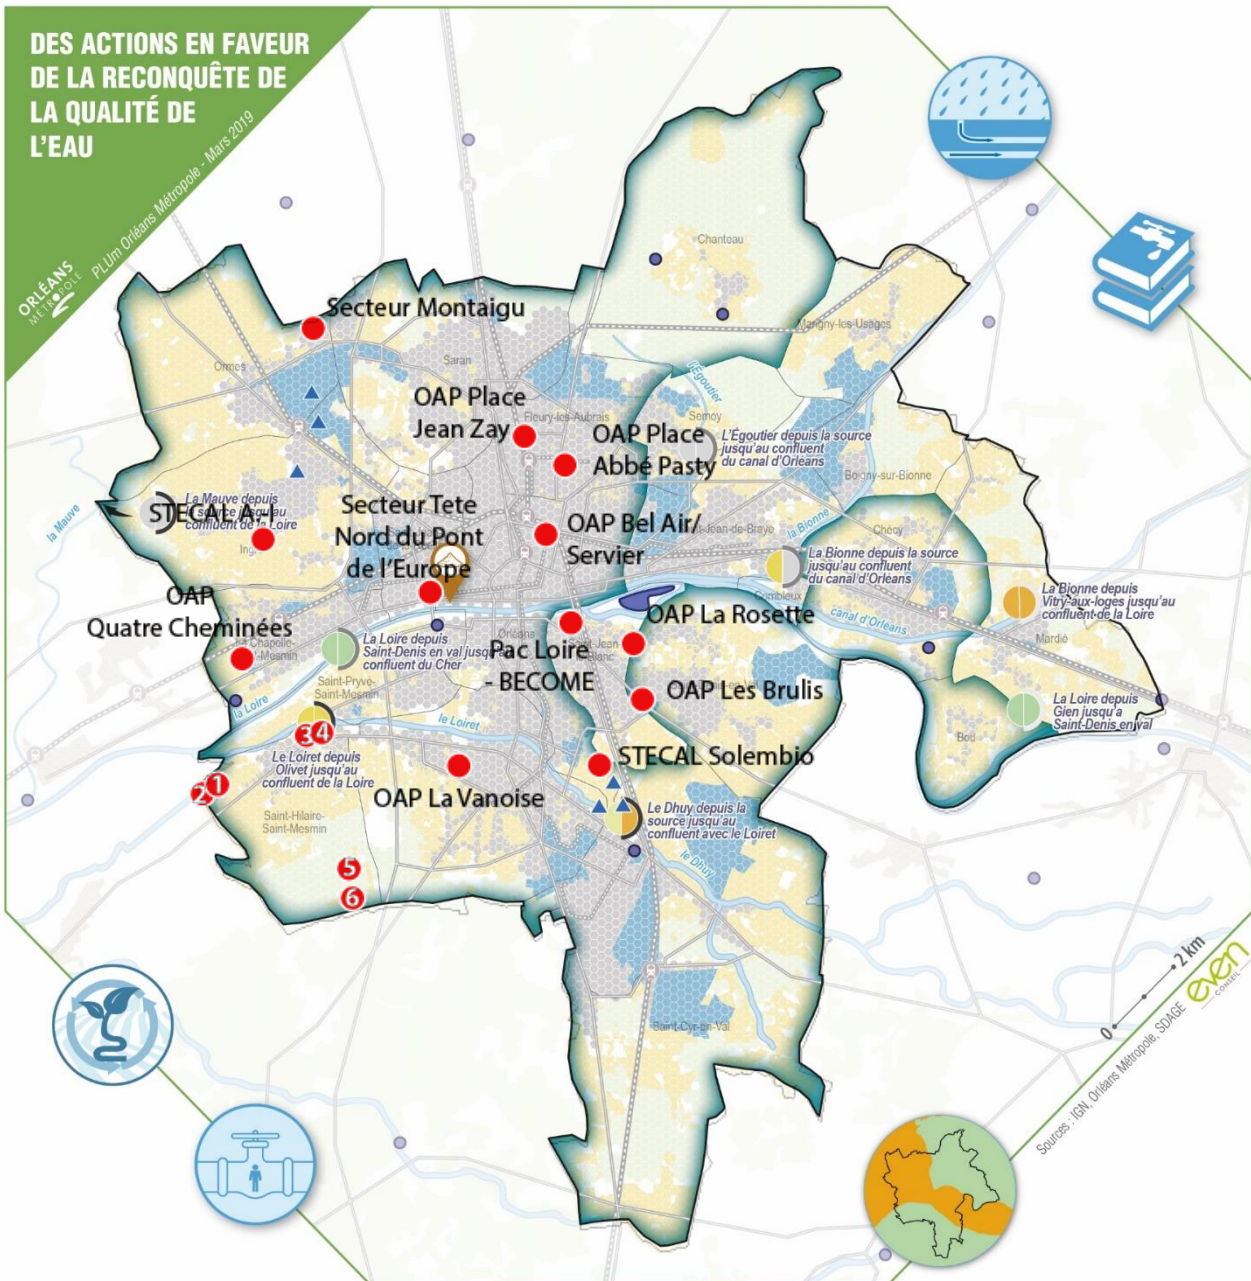 DES ACTIONS EN FAVEUR
DE LA RECONQUÊTE DE
LA QUALITÉ DE
L'EAU
PLUm Orléans Métropole - Mars 2019
ORLÉANS
MÉTROPOLE
Chanteau
Marigny-les-Usages
Secteur Montaigu
Ormes
Saran
l'Égoutier
OAP Place
Jean Zay
Fleury-les-Aubrais
Semoy
OAP Place
Abbé Pasty
L'Égoutier depuis la source
jusqu'au confluent
du canal d'Orléans
Boigny-sur-Bionne
la Mauve
La Mauve depuis
la source jusqu'au
confluent de la Loire
STECAL A-I
Secteur Tete
Nord du Pont
de l'Europe
OAP Bel Air/
Servier
la Bionne
Chécy
La Bionne depuis la source
jusqu'au confluent
du canal d'Orléans
Combleux
canal d'Orléans
La Bionne depuis
Vitry-aux-loges jusqu'au
confluent de la Loire
Mardié
OAP
Quatre Cheminées
La Loire depuis
Saint-Denis en val jusqu'au
confluent du Cher
Orléans
OAP La Rosette
Pac Loire
- BECOME
OAP Les Brulis
Saint-Pryvé-
Saint-Mesmin
la Loire
le Loiret
La Loire depuis
Gien jusqu'a
Saint-Denis en val
Bou
3
4
Le Loiret depuis
Olivet jusqu'au
confluent de la Loire
1
2
STECAL Solembio
OAP La Vanoise
Saint-Hilaire-
Saint-Mesmin
Le Dhuy depuis la
source jusqu'au
confluent avec le Loiret
le Dhuy
5
6
Saint-Cyr-en-Val
0
2 km
even
CONSEIL
Sources : IGN, Orléans Métropole, SDAGE